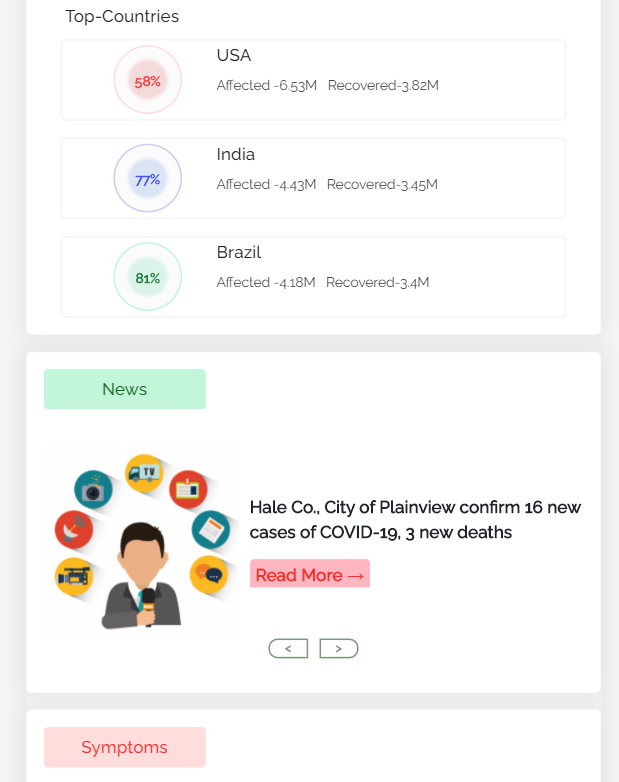 Top-Countries
58%
USA
Affected -6.53M Recovered-3.82M
77%
India
Affected -4.43M Recovered-3.45M
81%
Brazil
Affected -4.18M Recovered-3.4M
News
TV
Hale Co., City of Plainview confirm 16 new
cases of COVID-19, 3 new deaths
Read More →
< >
Symptoms